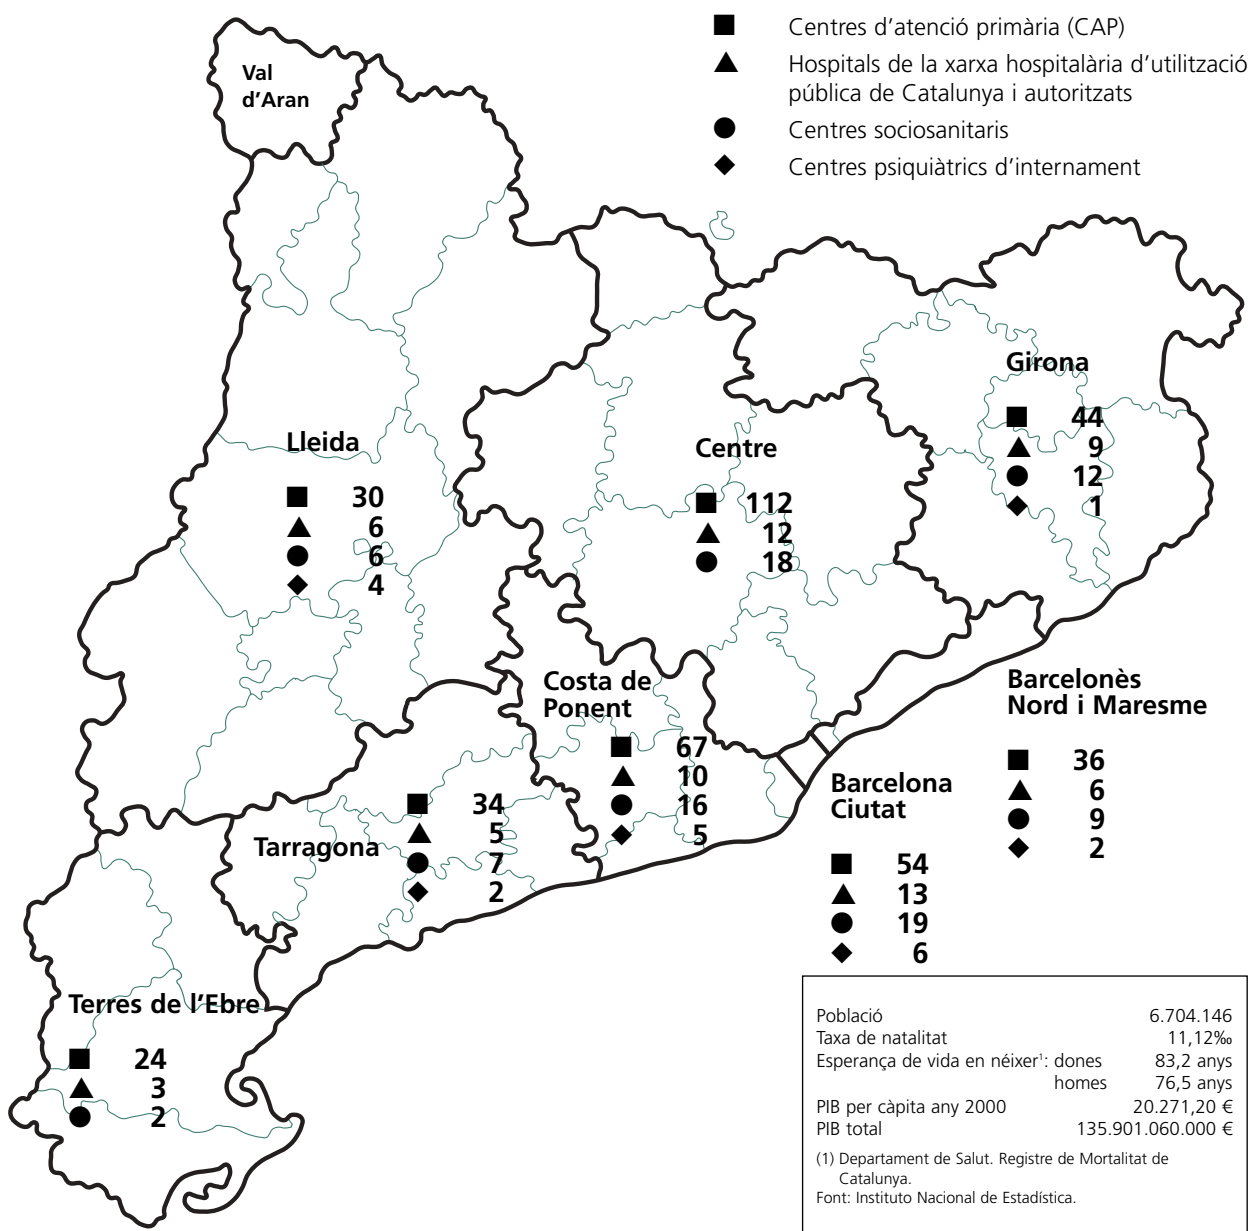 Centres d'atenció primària (CAP)
Hospitals de la xarxa hospitalària d'utilització
pública de Catalunya i autoritzats
Centres sociosanitaris
Centres psiquiàtrics d'internament
Val
d'Aran
Girona
44
9
12
1
Lleida
30
6
6
4
Centre
112
12
18
Costa de
Ponent
67
10
16
5
Barcelonès
Nord i Maresme
36
6
9
2
Barcelona
Ciutat
54
13
19
6
Tarragona
34
5
7
2
Terres de l'Ebre
24
3
2
Població 6.704.146
Taxa de natalitat 11,12‰
Esperança de vida en néixer¹: dones 83,2 anys
homes 76,5 anys
PIB per càpita any 2000 20.271,20 €
PIB total 135.901.060.000 €
(1) Departament de Salut. Registre de Mortalitat de
Catalunya.
Font: Instituto Nacional de Estadística.